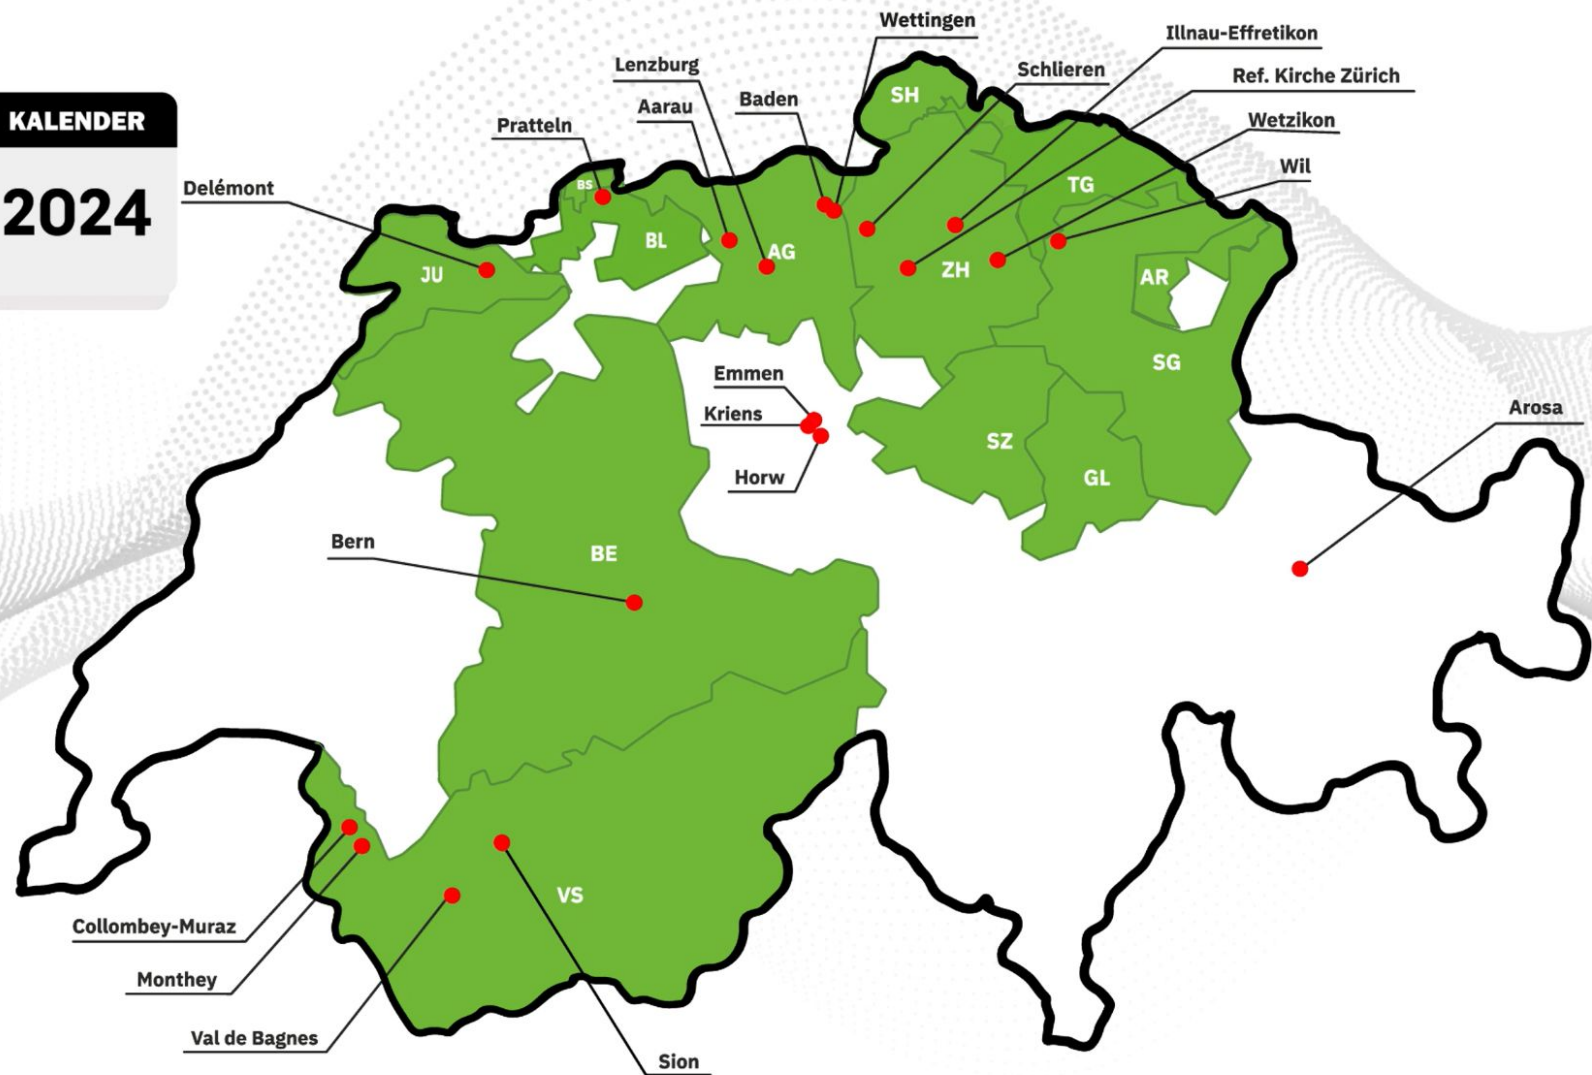 Wettingen
Illnau-Effretikon
Lenzburg
Schlieren
Ref. Kirche Zürich
Aarau
Baden
SH
KALENDER
Pratteln
Wetzikon
Wil
2024
Delémont
BS
TG
BL
AG
JU
ZH
AR
SG
Emmen
Kriens
Arosa
SZ
Horw
GL
Bern
BE
VS
Collombey-Muraz
Monthey
Val de Bagnes
Sion